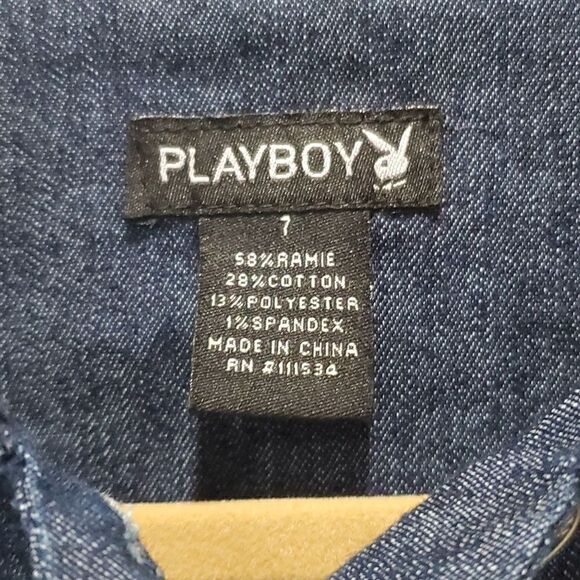 PLAYBOY
7
58%RAMIE
28%COTTON
13%POLYESTER
1%SPANDEX
MADE IN CHINA
RN #111534